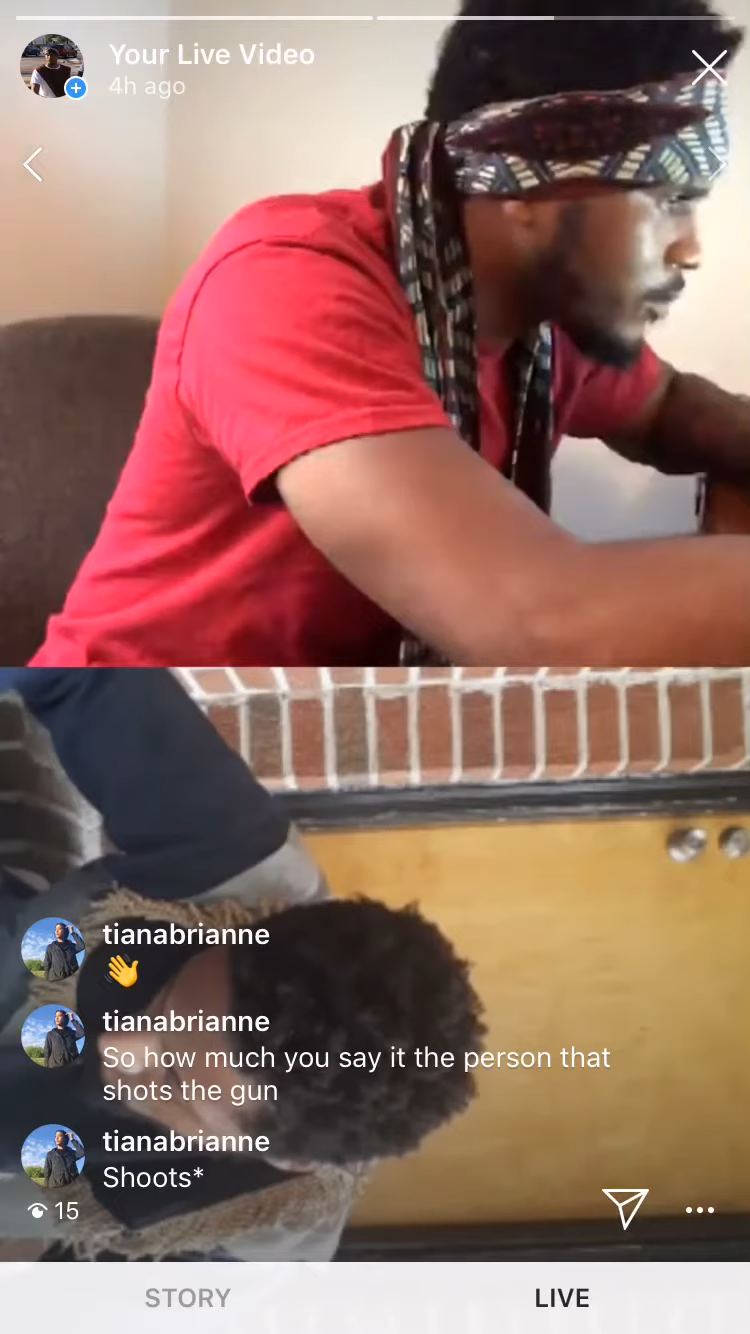 Your Live Video
4h ago
tianabrianne
👋
tianabrianne
So how much you say it the person that
shots the gun
tianabrianne
Shoots*
15
STORY
LIVE